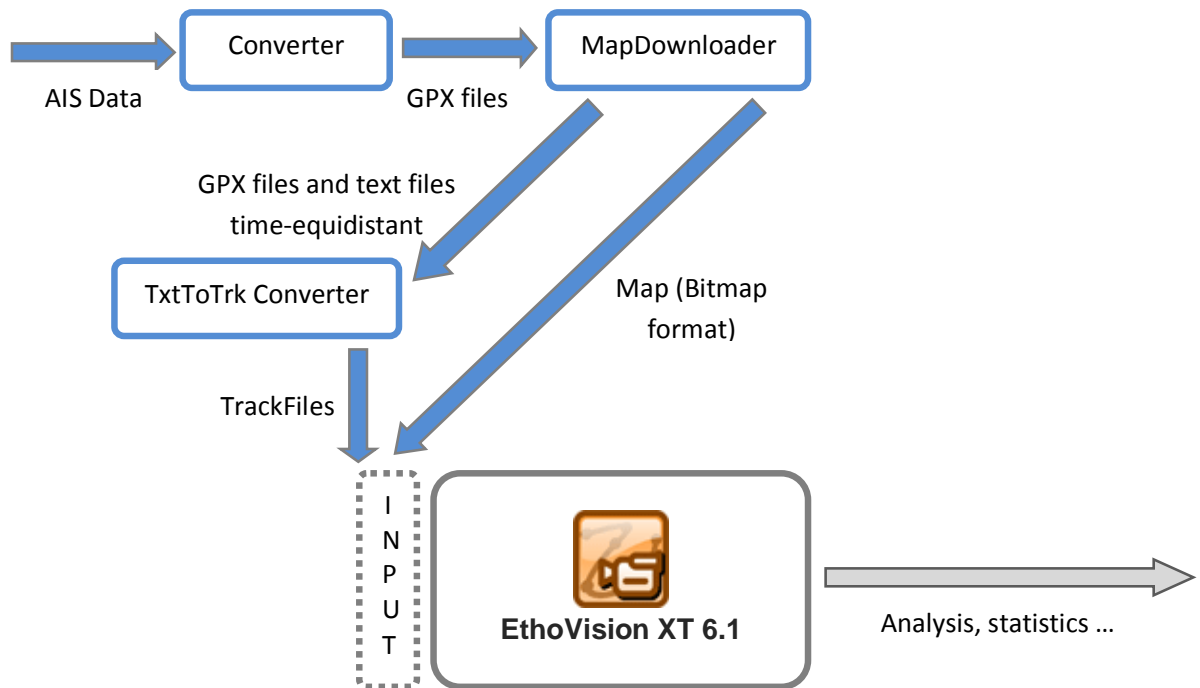 Converter
MapDownloader
AIS Data
GPX files
GPX files and text files
time-equidistant
TxtToTrk Converter
Map (Bitmap
format)
TrackFiles
I
N
P
U
T
EthoVision XT 6.1
Analysis, statistics ...